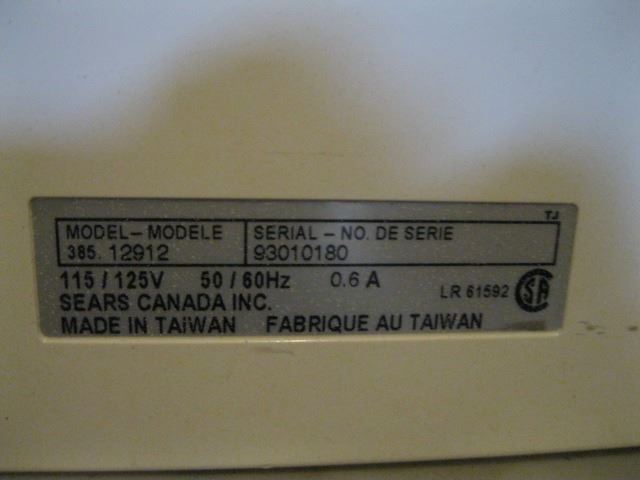 TJ
MODEL-MODELE
385. 12912
SERIAL - NO. DE SERIE
93010180
115 / 125V 50 / 60Hz 0.6 A
LR 61592 SA
SEARS CANADA INC.
MADE IN TAIWAN FABRIQUE AU TAIWAN